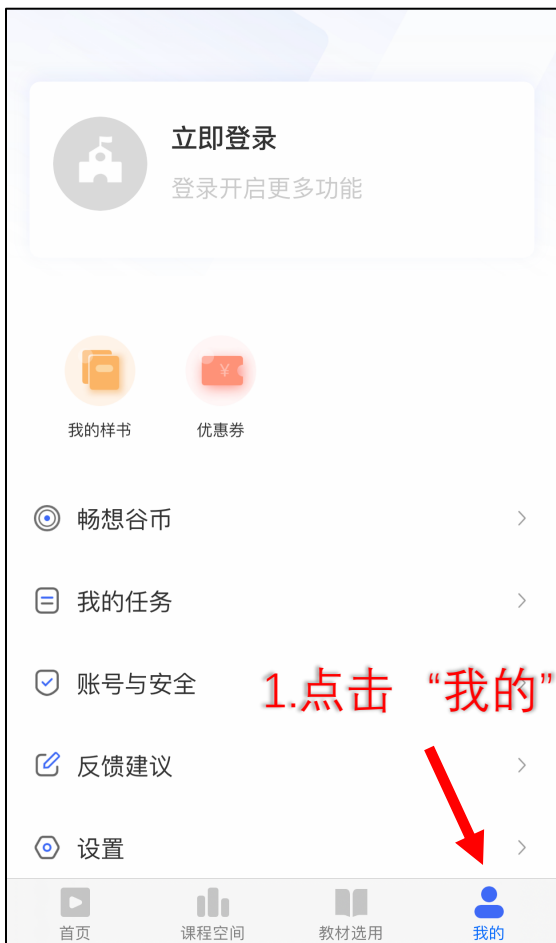 立即登录
登录开启更多功能
¥
我的样书 优惠券
畅想谷币
我的任务
账号与安全
1.点击 “我的”
反馈建议
设置
首页 课程空间 教材选用 我的